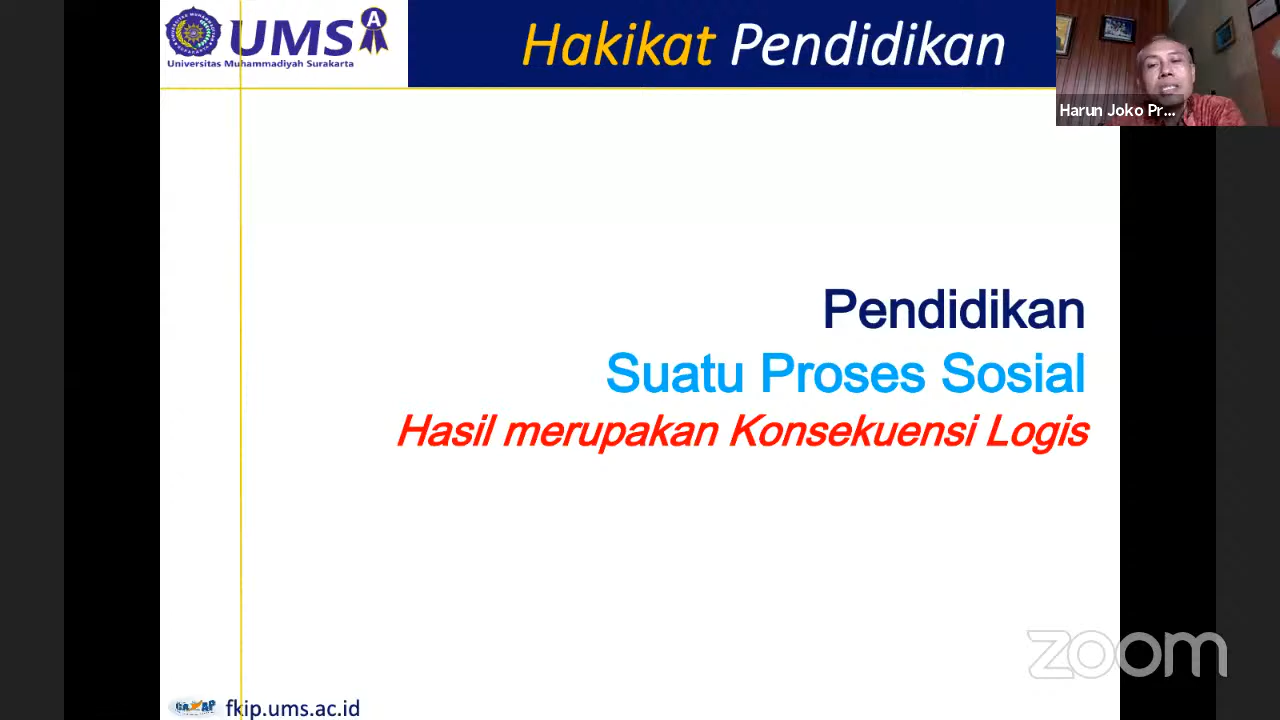 UMS
A
Universitas Muhammadiyah Surakarta
Hakikat Pendidikan
Harun Joko Pr...
Pendidikan
Suatu Proses Sosial
Hasil merupakan Konsekuensi Logis
zoom
fkip.ums.ac.id